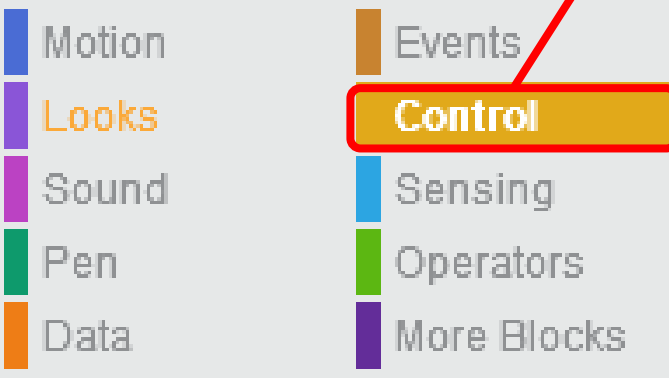 Motion
Events
Looks
Control
Sound
Sensing
Pen
Operators
Data
More Blocks